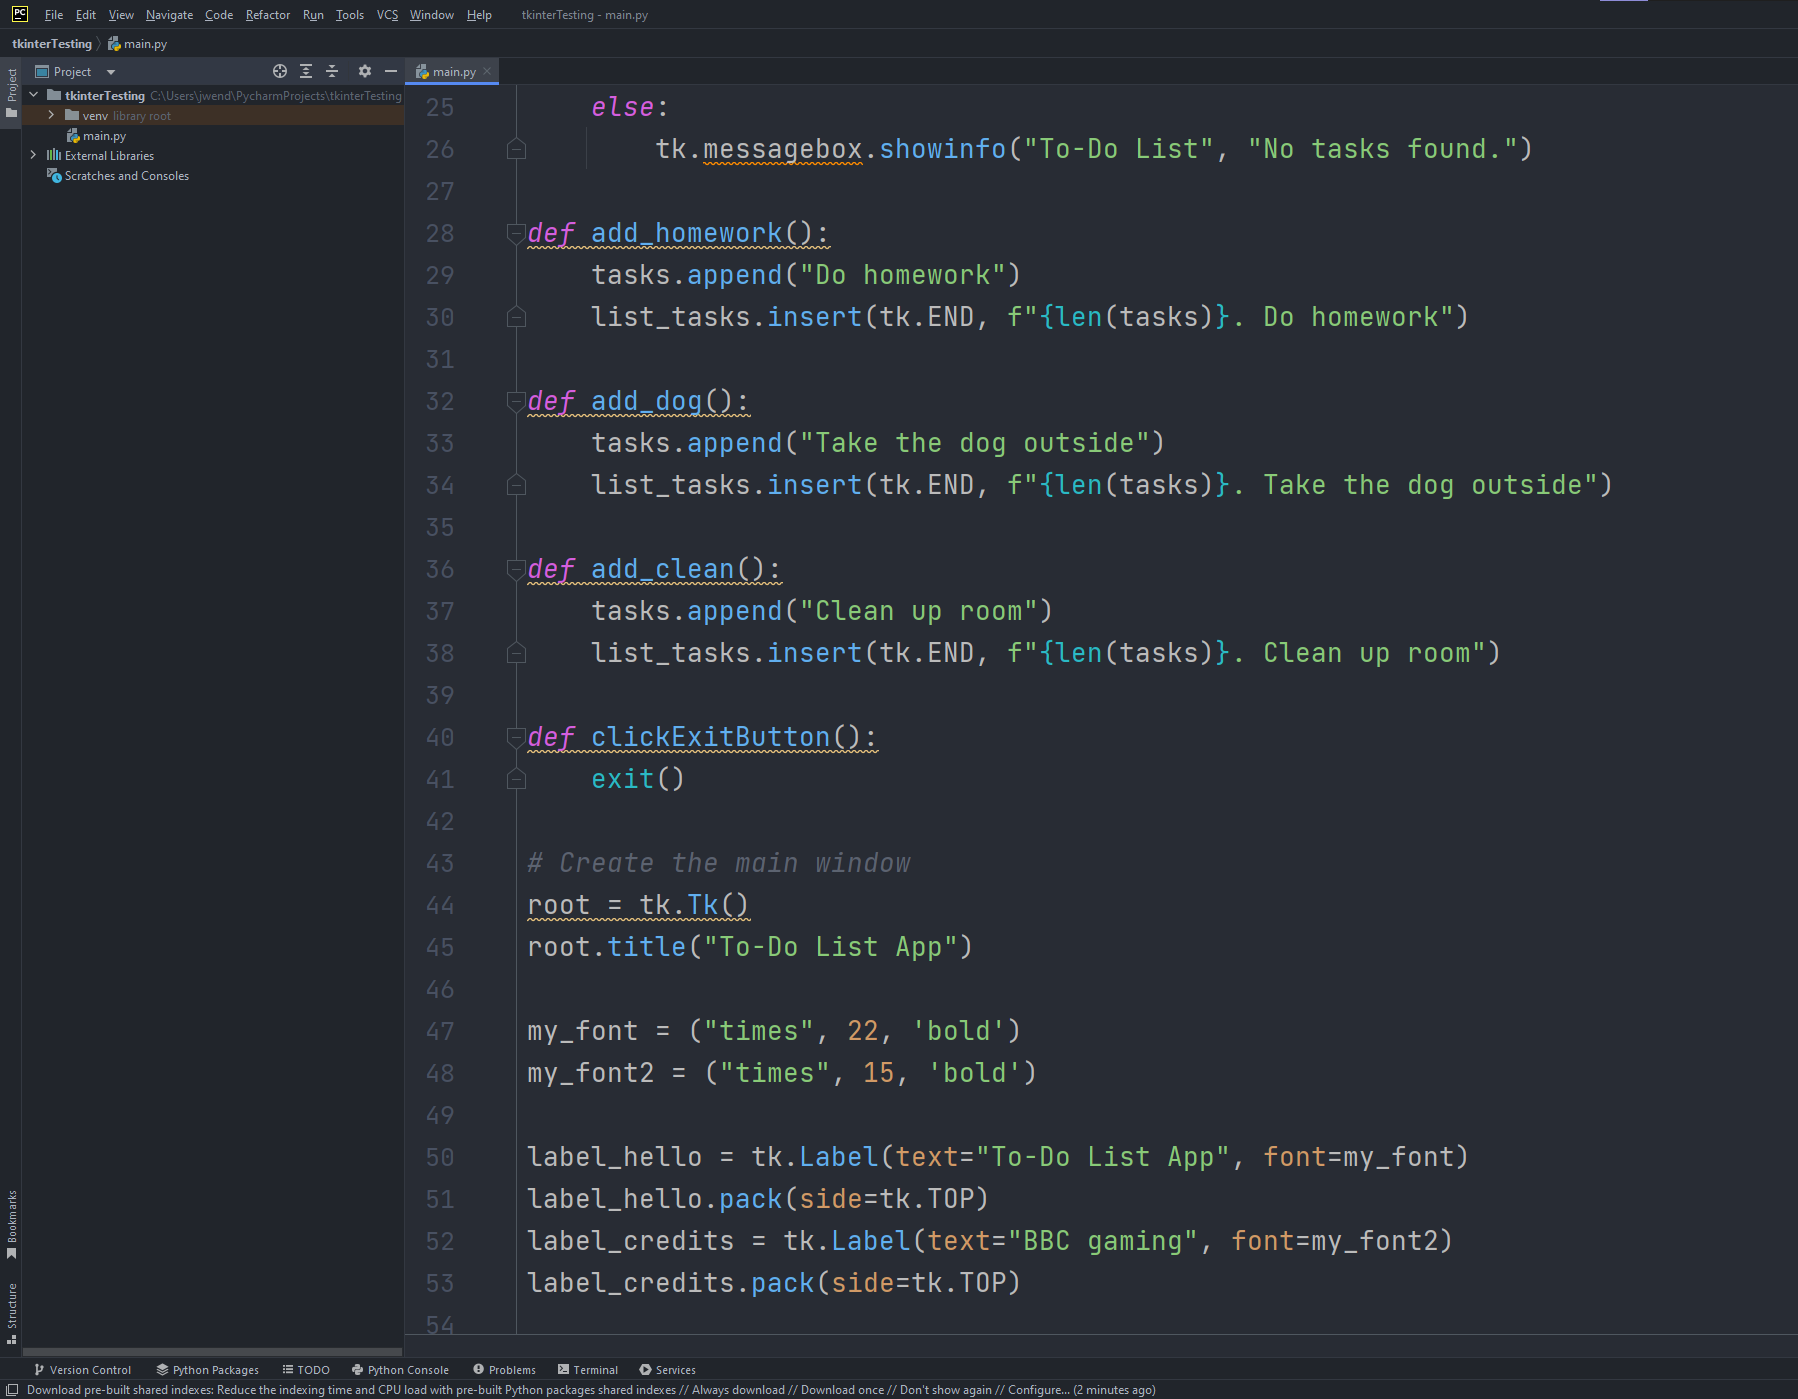 PC File Edit View Navigate Code Refactor Run Tools VCS Window Help tkinterTesting - main.py
tkinterTesting main.py
Project
Project
main.py
tkinterTesting C:\Users\jwend\PycharmProjects\tkinterTesting
venv library root
main.py
External Libraries
Scratches and Consoles
25 else:
26 tk.messagebox.showinfo("To-Do List", "No tasks found.")
27
28 def add_homework():
29 tasks.append("Do homework")
30 list_tasks.insert(tk.END, f"{len(tasks)}. Do homework")
31
32 def add_dog():
33 tasks.append("Take the dog outside")
34 list_tasks.insert(tk.END, f"{len(tasks)}. Take the dog outside")
35
36 def add_clean():
37 tasks.append("Clean up room")
38 list_tasks.insert(tk.END, f"{len(tasks)}. Clean up room")
39
40 def clickExitButton():
41 exit()
42
43 # Create the main window
44 root = tk.Tk()
45 root.title("To-Do List App")
46
47 my_font = ("times", 22, 'bold')
48 my_font2 = ("times", 15, 'bold')
49
50 label_hello = tk.Label(text="To-Do List App", font=my_font)
51 label_hello.pack(side=tk.TOP)
52 label_credits = tk.Label(text="BBC gaming", font=my_font2)
53 label_credits.pack(side=tk.TOP)
54
Bookmarks
Structure
Version Control Python Packages TODO Python Console Problems Terminal Services
Download pre-built shared indexes: Reduce the indexing time and CPU load with pre-built Python packages shared indexes // Always download // Download once // Don't show again // Configure... (2 minutes ago)